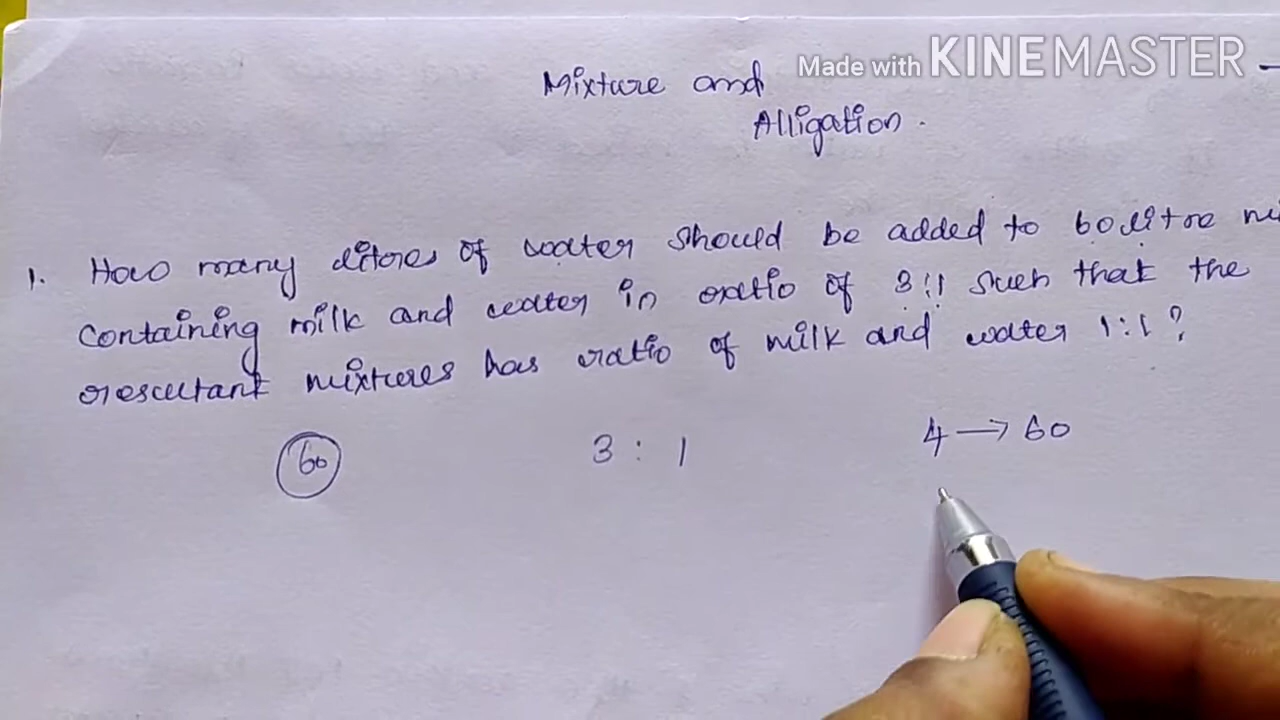 Made with KINEMASTER
Mixture and
Alligation.
1. How many litres of water should be added to 60 litre
containing milk and water in ratio of 3:1 such that the
resultant mixtures has ratio of milk and water 1:1?
60 3 : 1 4 → 60